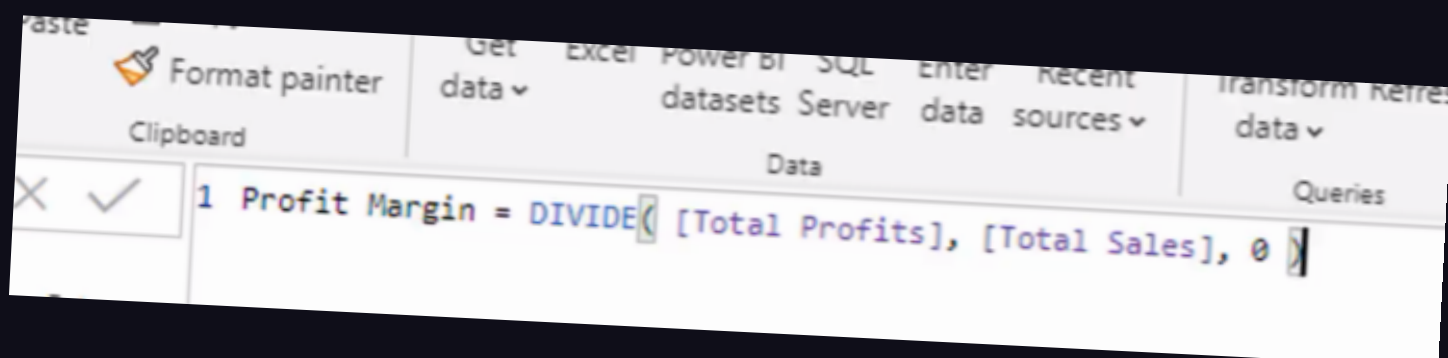 Paste
Format painter
Clipboard
Get data
Excel
Power BI datasets
SQL Server
Enter data
Recent sources
Data
Transform data
Refres
Queries
1 Profit Margin = DIVIDE( [Total Profits], [Total Sales], 0 )